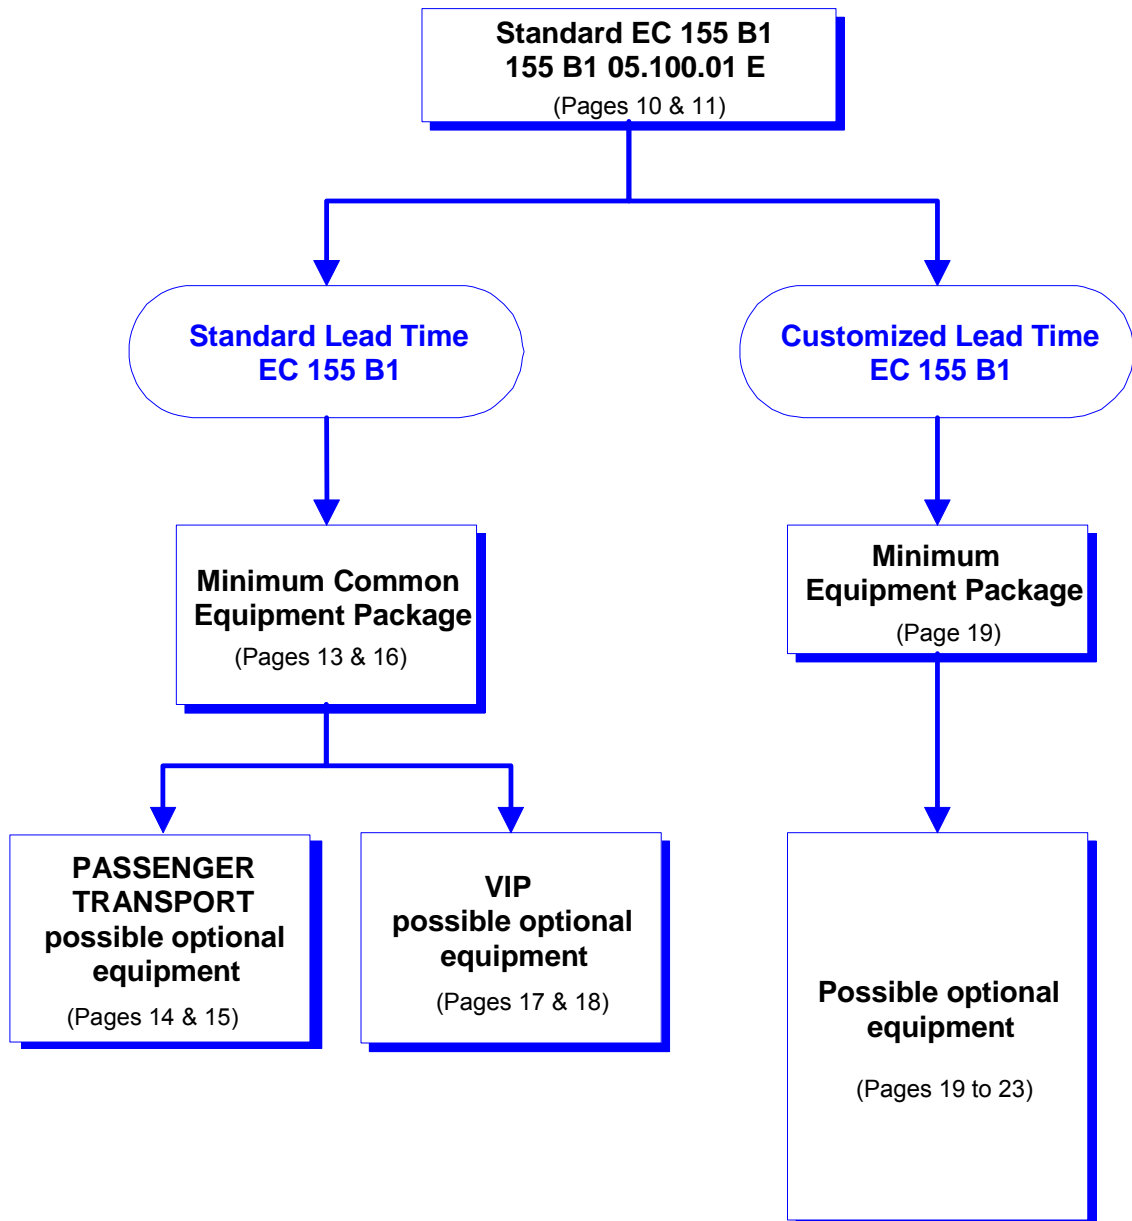 Standard EC 155 B1
155 B1 05.100.01 E
(Pages 10 & 11)
Standard Lead Time
EC 155 B1
Customized Lead Time
EC 155 B1
Minimum Common
Equipment Package
(Pages 13 & 16)
Minimum
Equipment Package
(Page 19)
PASSENGER
TRANSPORT
possible optional
equipment
(Pages 14 & 15)
VIP
possible optional
equipment
(Pages 17 & 18)
Possible optional
equipment
(Pages 19 to 23)